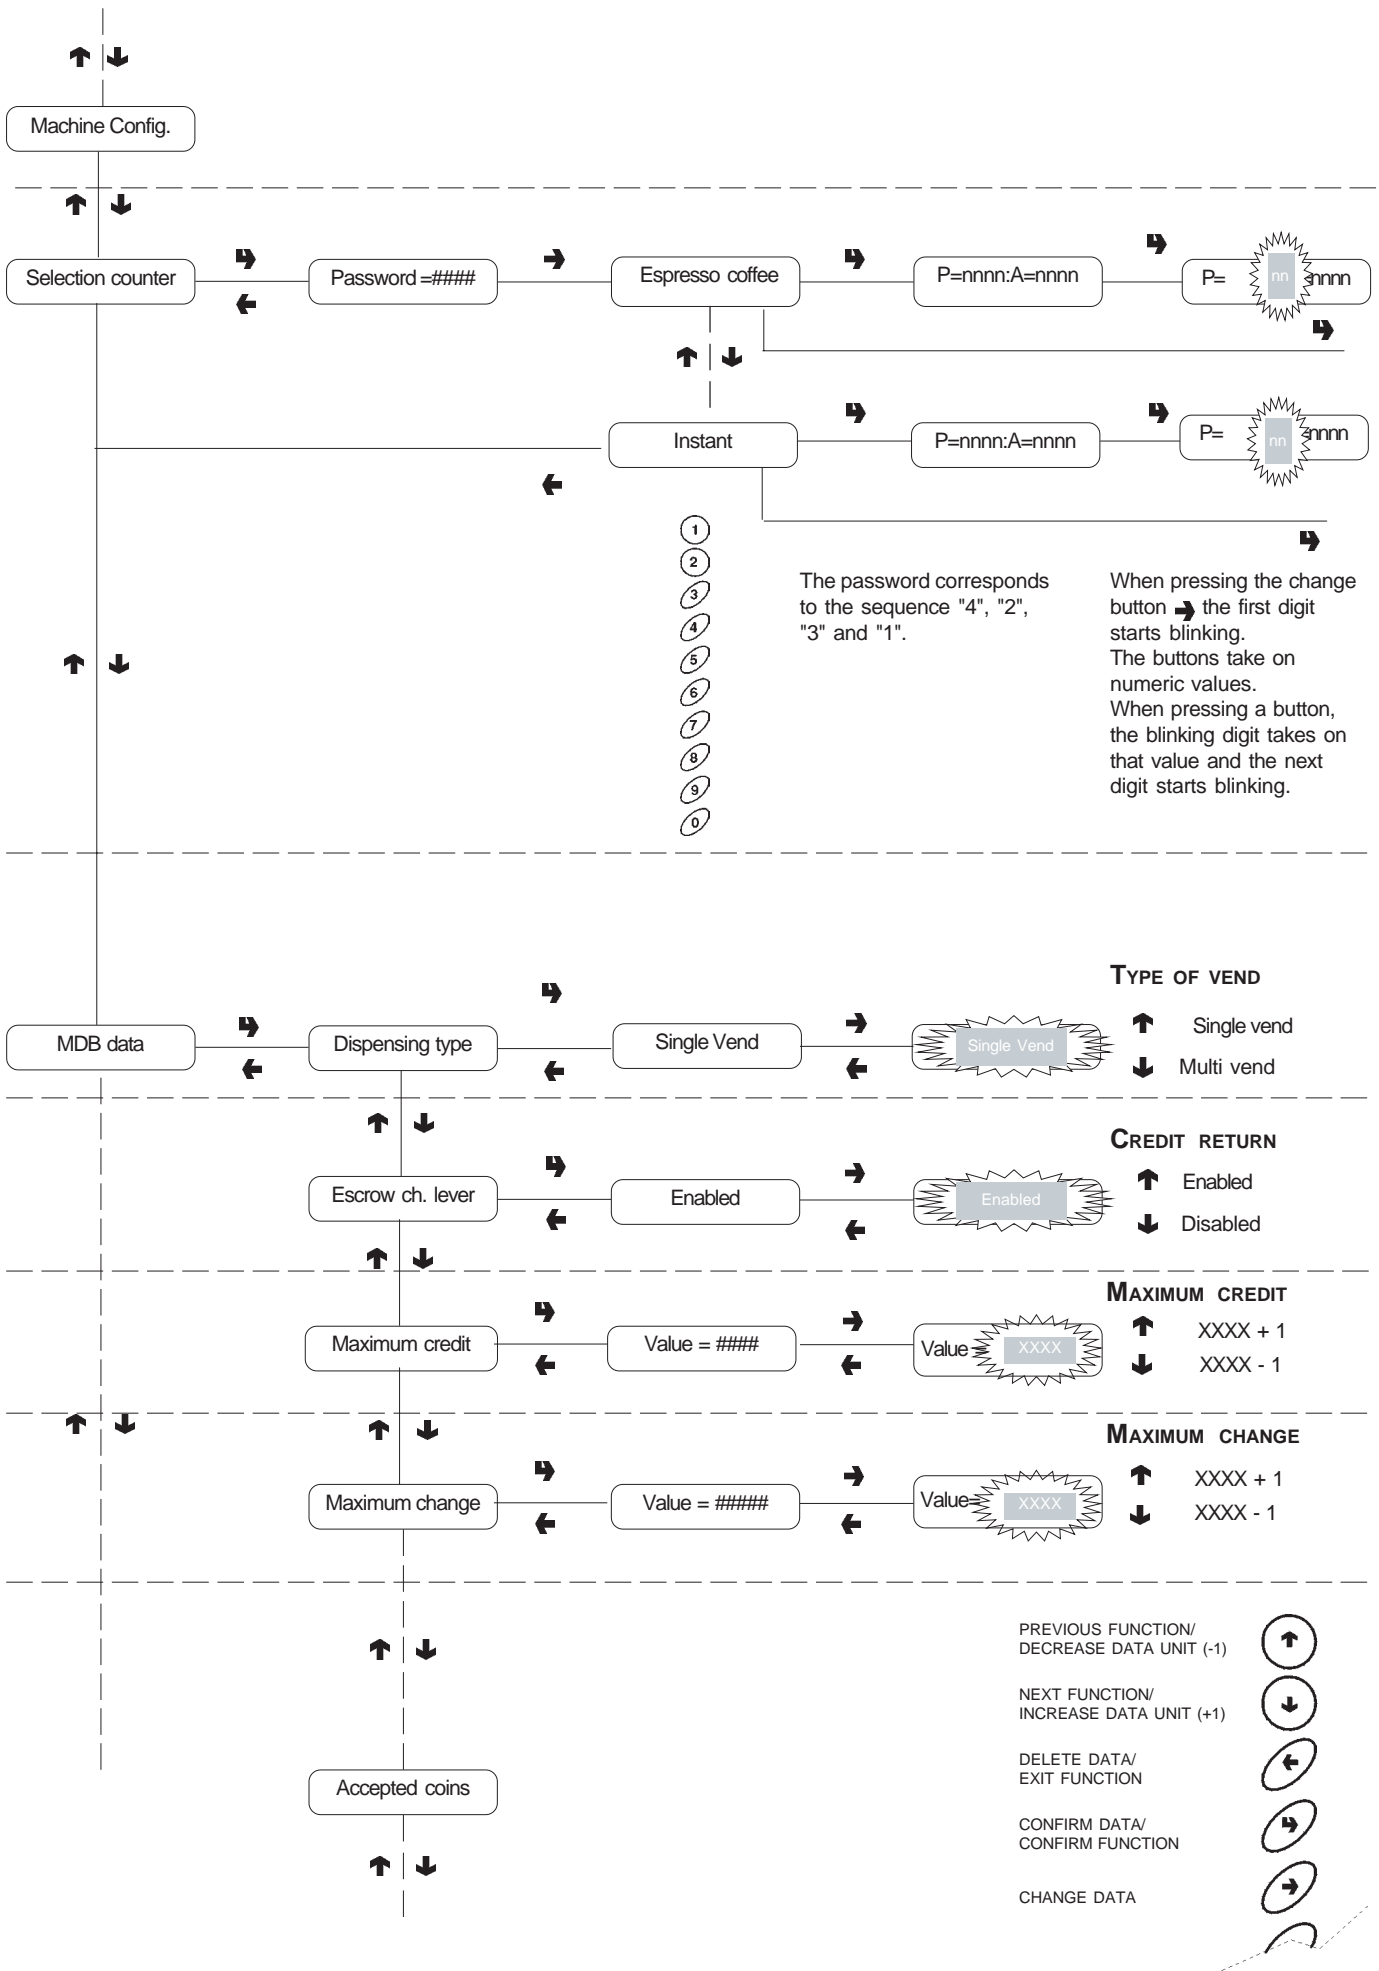 Machine Config.
Selection counter
Password =####
Espresso coffee
P=nnnn:A=nnnn
P= nn nnnn
Instant
P=nnnn:A=nnnn
P= nn nnnn
1
2
3
4
5
6
7
8
9
0
The password corresponds
to the sequence "4", "2",
"3" and "1".
When pressing the change
button the first digit
starts blinking.
The buttons take on
numeric values.
When pressing a button,
the blinking digit takes on
that value and the next
digit starts blinking.
MDB data
Dispensing type
Single Vend
Single Vend
TYPE OF VEND
Single vend
Multi vend
Escrow ch. lever
Enabled
Enabled
CREDIT RETURN
Enabled
Disabled
Maximum credit
Value = ####
Value = XXXX
MAXIMUM CREDIT
XXXX + 1
XXXX - 1
Maximum change
Value = #####
Value= XXXX
MAXIMUM CHANGE
XXXX + 1
XXXX - 1
Accepted coins
PREVIOUS FUNCTION/
DECREASE DATA UNIT (-1)
NEXT FUNCTION/
INCREASE DATA UNIT (+1)
DELETE DATA/
EXIT FUNCTION
CONFIRM DATA/
CONFIRM FUNCTION
CHANGE DATA